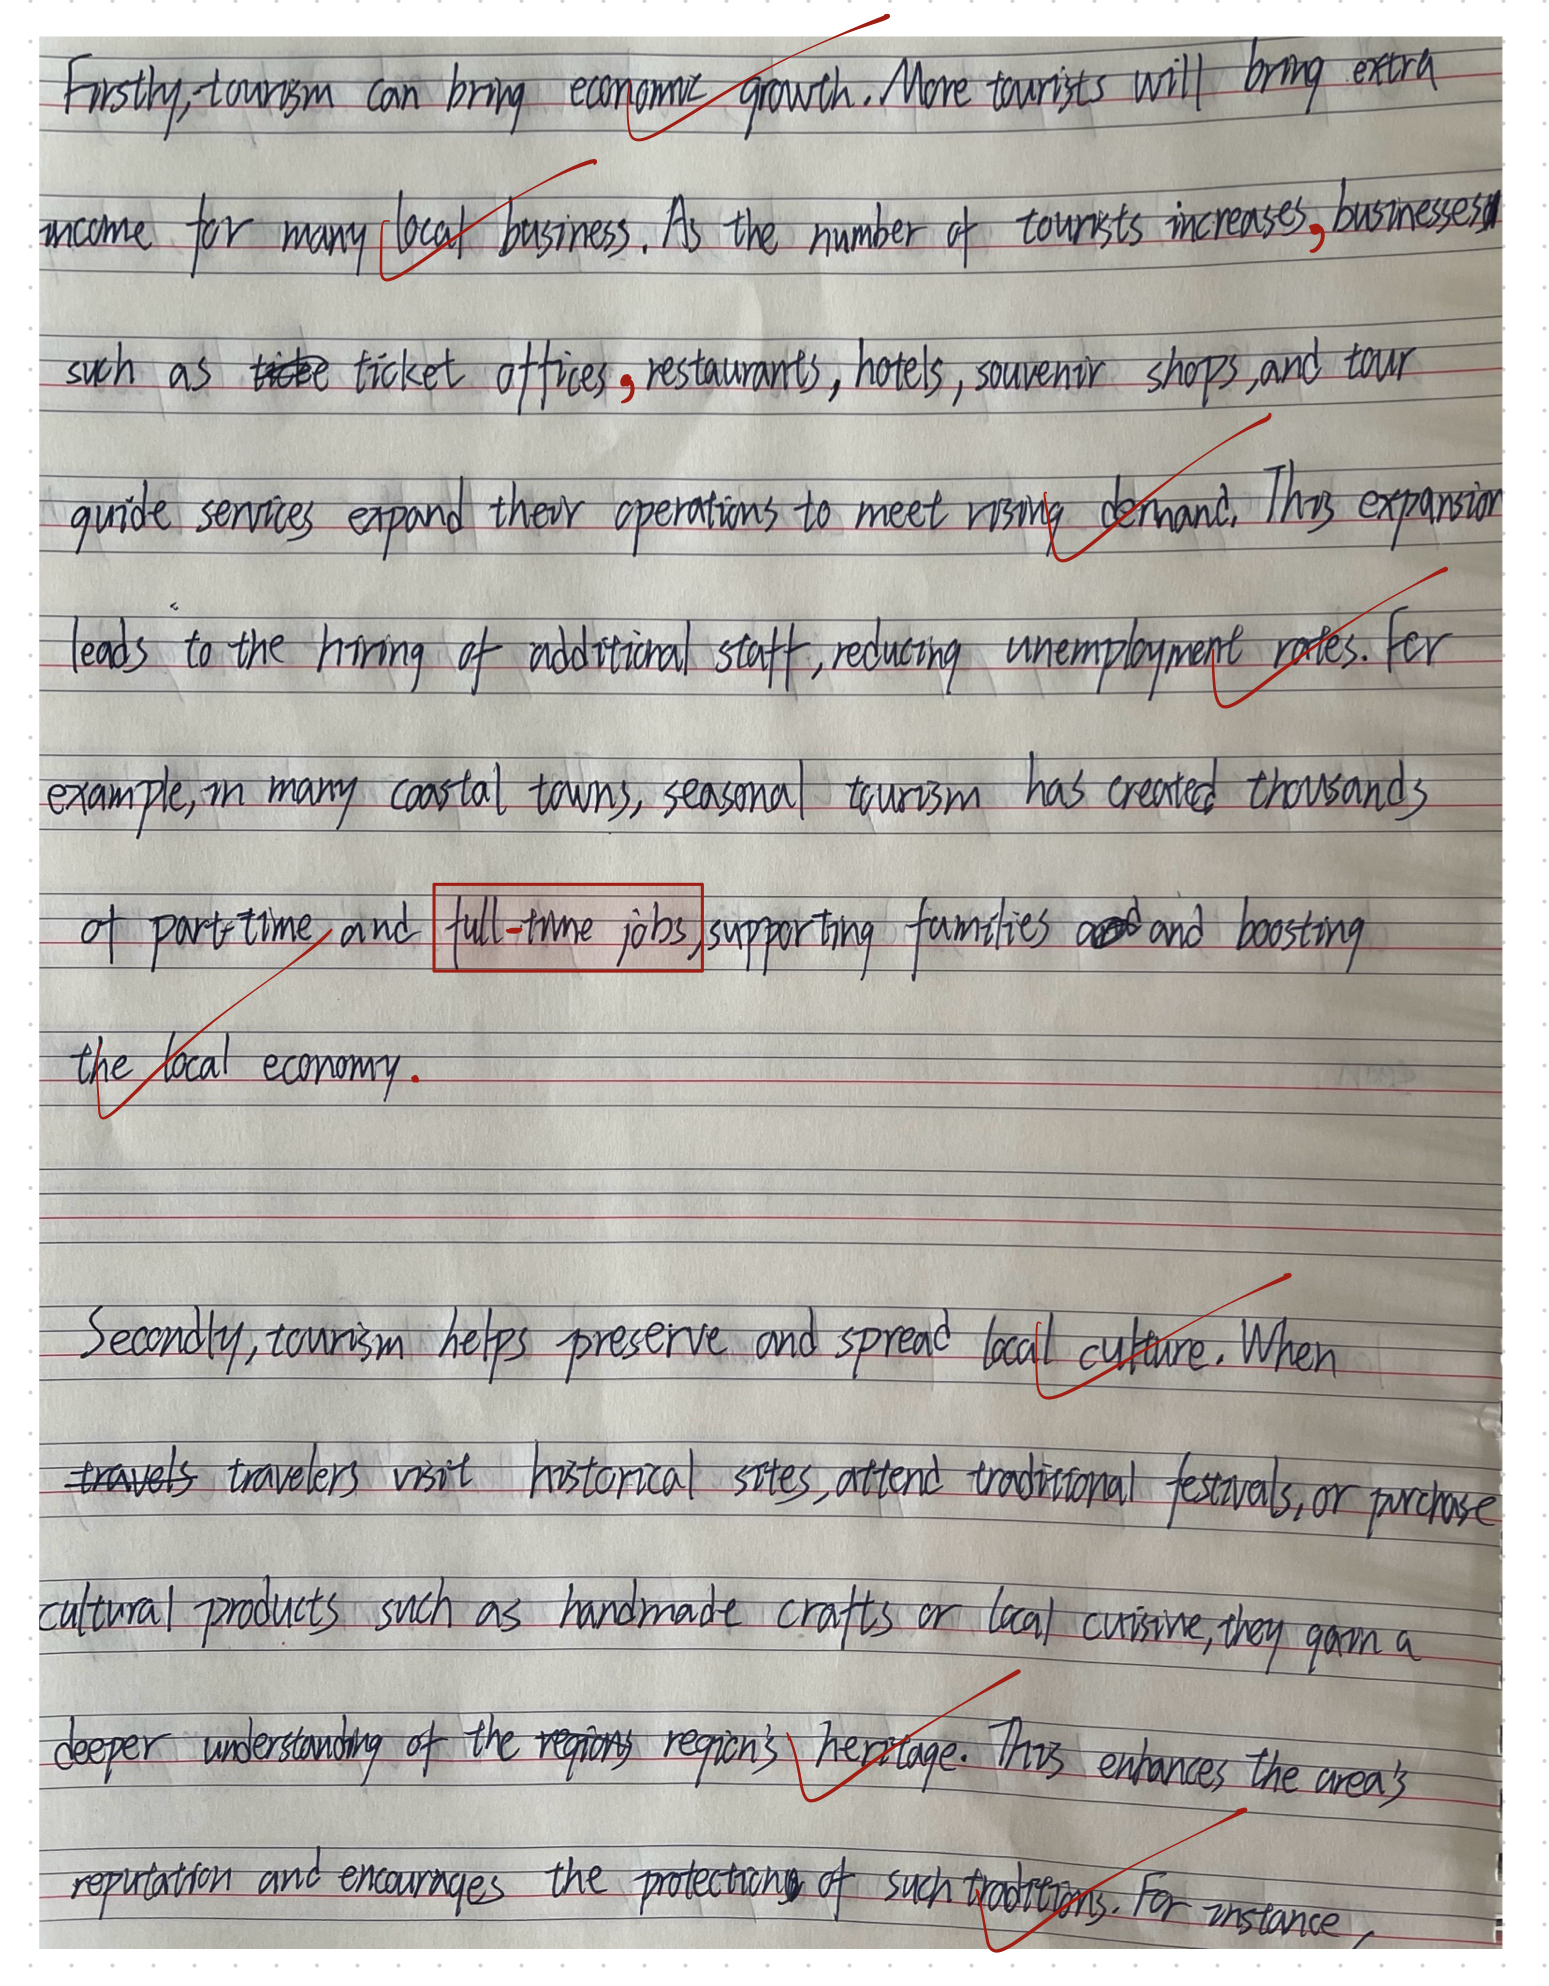 Firstly, tourism can bring economic growth. More tourists will bring extra
income for many local business. As the number of tourists increases, businesses
such as ticke ticket offices, restaurants, hotels, souvenir shops, and tour
guide services expand their operations to meet rising demand. This expansion
leads to the hiring of additional staff, reducing unemployment rates. For
example, in many coastal towns, seasonal tourism has created thousands
of part-time and full-time jobs, supporting families and boosting
the local economy.
Secondly, tourism helps preserve and spread local culture. When
travels travelers visit historical sites, attend traditional festivals, or purchase
cultural products such as handmade crafts or local cuisine, they gain a
deeper understanding of the regions region's heritage. This enhances the area's
reputation and encourages the protection of such traditions. For instance,